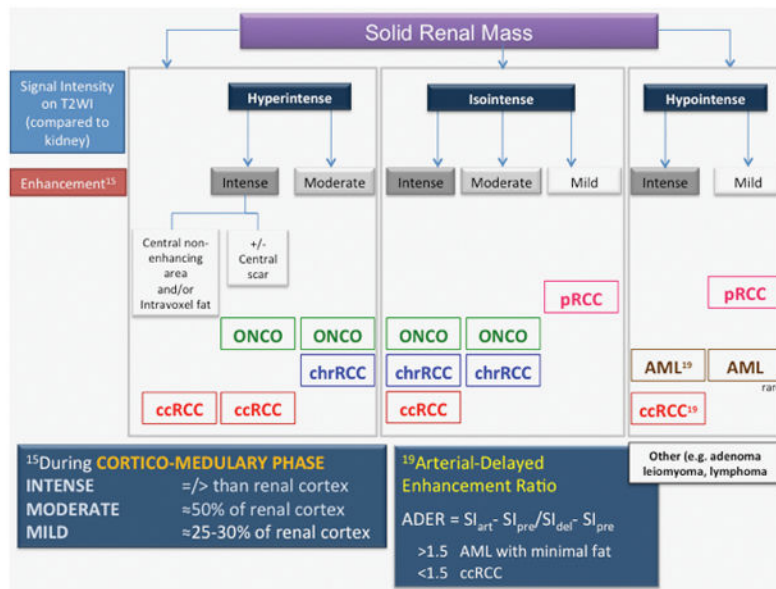 Solid Renal Mass
Signal Intensity
on T2WI
(compared to
kidney)
Hyperintense
Isointense
Hypointense
Enhancement¹⁵
Intense
Moderate
Intense
Moderate
Mild
Intense
Mild
Central non-
enhancing
area
and/or
Intravoxel fat
+/-
Central
scar
pRCC
pRCC
ONCO
ONCO
ONCO
ONCO
chrRCC
chrRCC
chrRCC
AML¹⁹
AML
ccRCC
ccRCC
ccRCC
ccRCC¹⁹
¹⁵During CORTICO-MEDULARY PHASE
INTENSE =/> than renal cortex
MODERATE ≈50% of renal cortex
MILD ≈25-30% of renal cortex
¹⁹Arterial-Delayed
Enhancement Ratio
ADER = SIart- SIpre/SIdel- SIpre
>1.5 AML with minimal fat
<1.5 ccRCC
Other (e.g. adenoma
leiomyoma, lymphoma